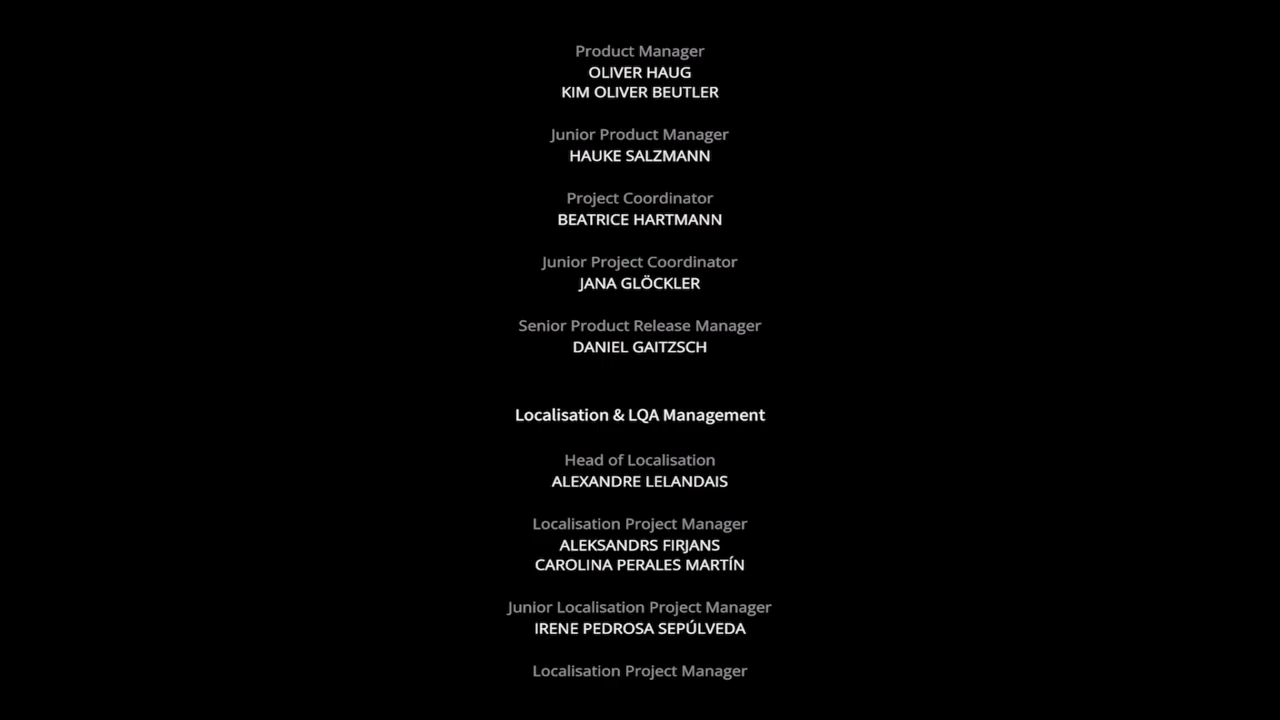 Product Manager
OLIVER HAUG
KIM OLIVER BEUTLER
Junior Product Manager
HAUKE SALZMANN
Project Coordinator
BEATRICE HARTMANN
Junior Project Coordinator
JANA GLÖCKLER
Senior Product Release Manager
DANIEL GAITZSCH
Localisation & LQA Management
Head of Localisation
ALEXANDRE LELANDAIS
Localisation Project Manager
ALEKSANDRS FIRJANS
CAROLINA PERALES MARTÍN
Junior Localisation Project Manager
IRENE PEDROSA SEPÚLVEDA
Localisation Project Manager